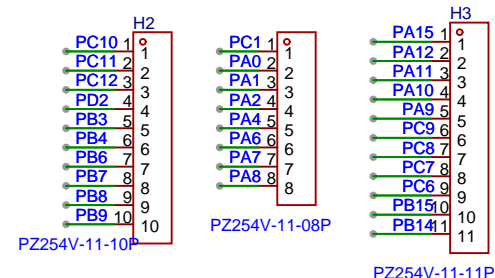 H2
PC10 1 1
PC11 2 2
PC12 3 3
PD2 4 4
PB3 5 5
PB4 6 6
PB6 7 7
PB7 8 8
PB8 9 9
PB9 10 10
PZ254V-11-10P
PC1 1 1
PA0 2 2
PA1 3 3
PA2 4 4
PA4 5 5
PA6 6 6
PA7 7 7
PA8 8 8
PZ254V-11-08P
H3
PA15 1 1
PA12 2 2
PA11 3 3
PA10 4 4
PA9 5 5
PC9 6 6
PC8 7 7
PC7 8 8
PC6 9 9
PB15 10 10
PB14 11 11
PZ254V-11-11P